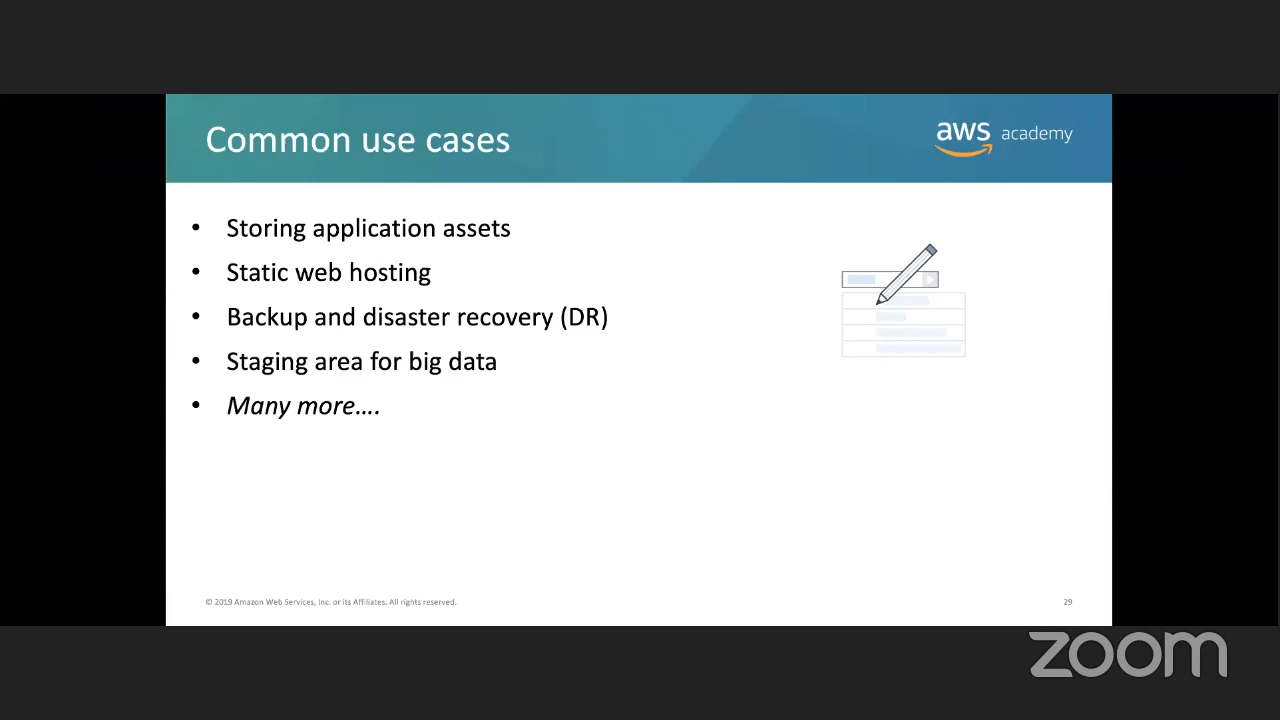 Common use cases
aws academy
• Storing application assets
• Static web hosting
• Backup and disaster recovery (DR)
• Staging area for big data
• Many more....
© 2019 Amazon Web Services, Inc. or its Affiliates. All rights reserved.
29
zoom